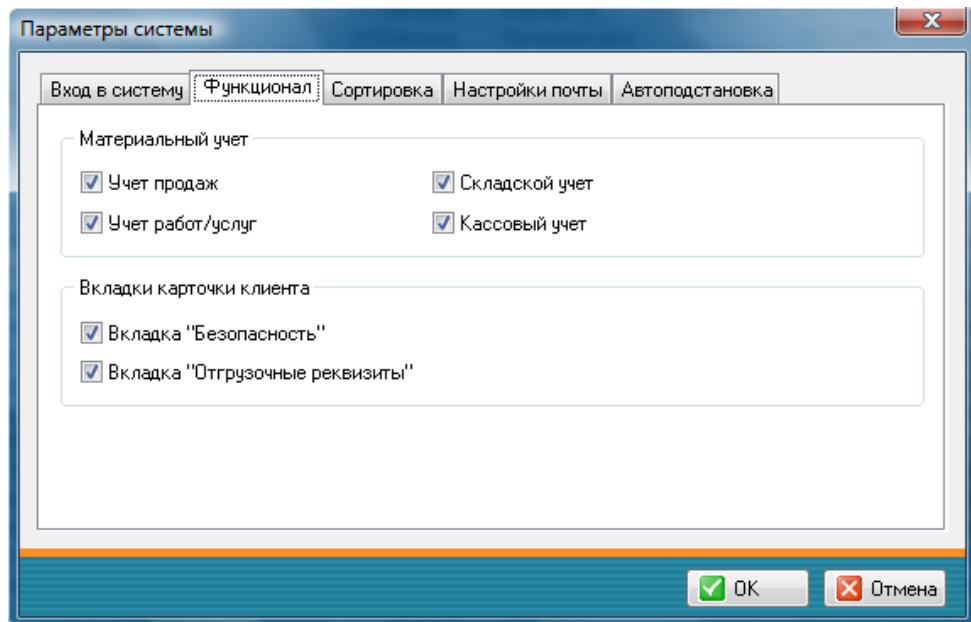 Параметры системы
Вход в систему Функционал Сортировка Настройки почты Автоподстановка
Материальный учет
Учет продаж Складской учет
Учет работ/услуг Кассовый учет
Вкладки карточки клиента
Вкладка "Безопасность"
Вкладка "Отгрузочные реквизиты"
OK Отмена